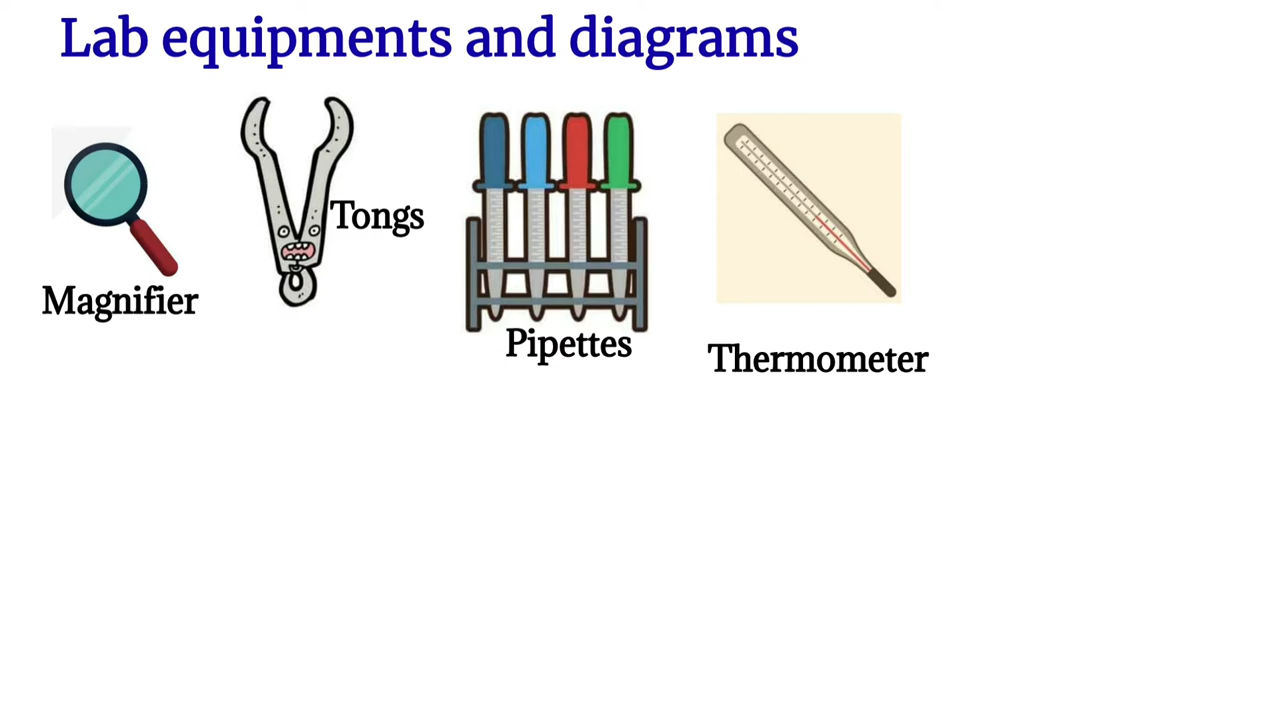 Lab equipments and diagrams
Magnifier
Tongs
Pipettes
Thermometer